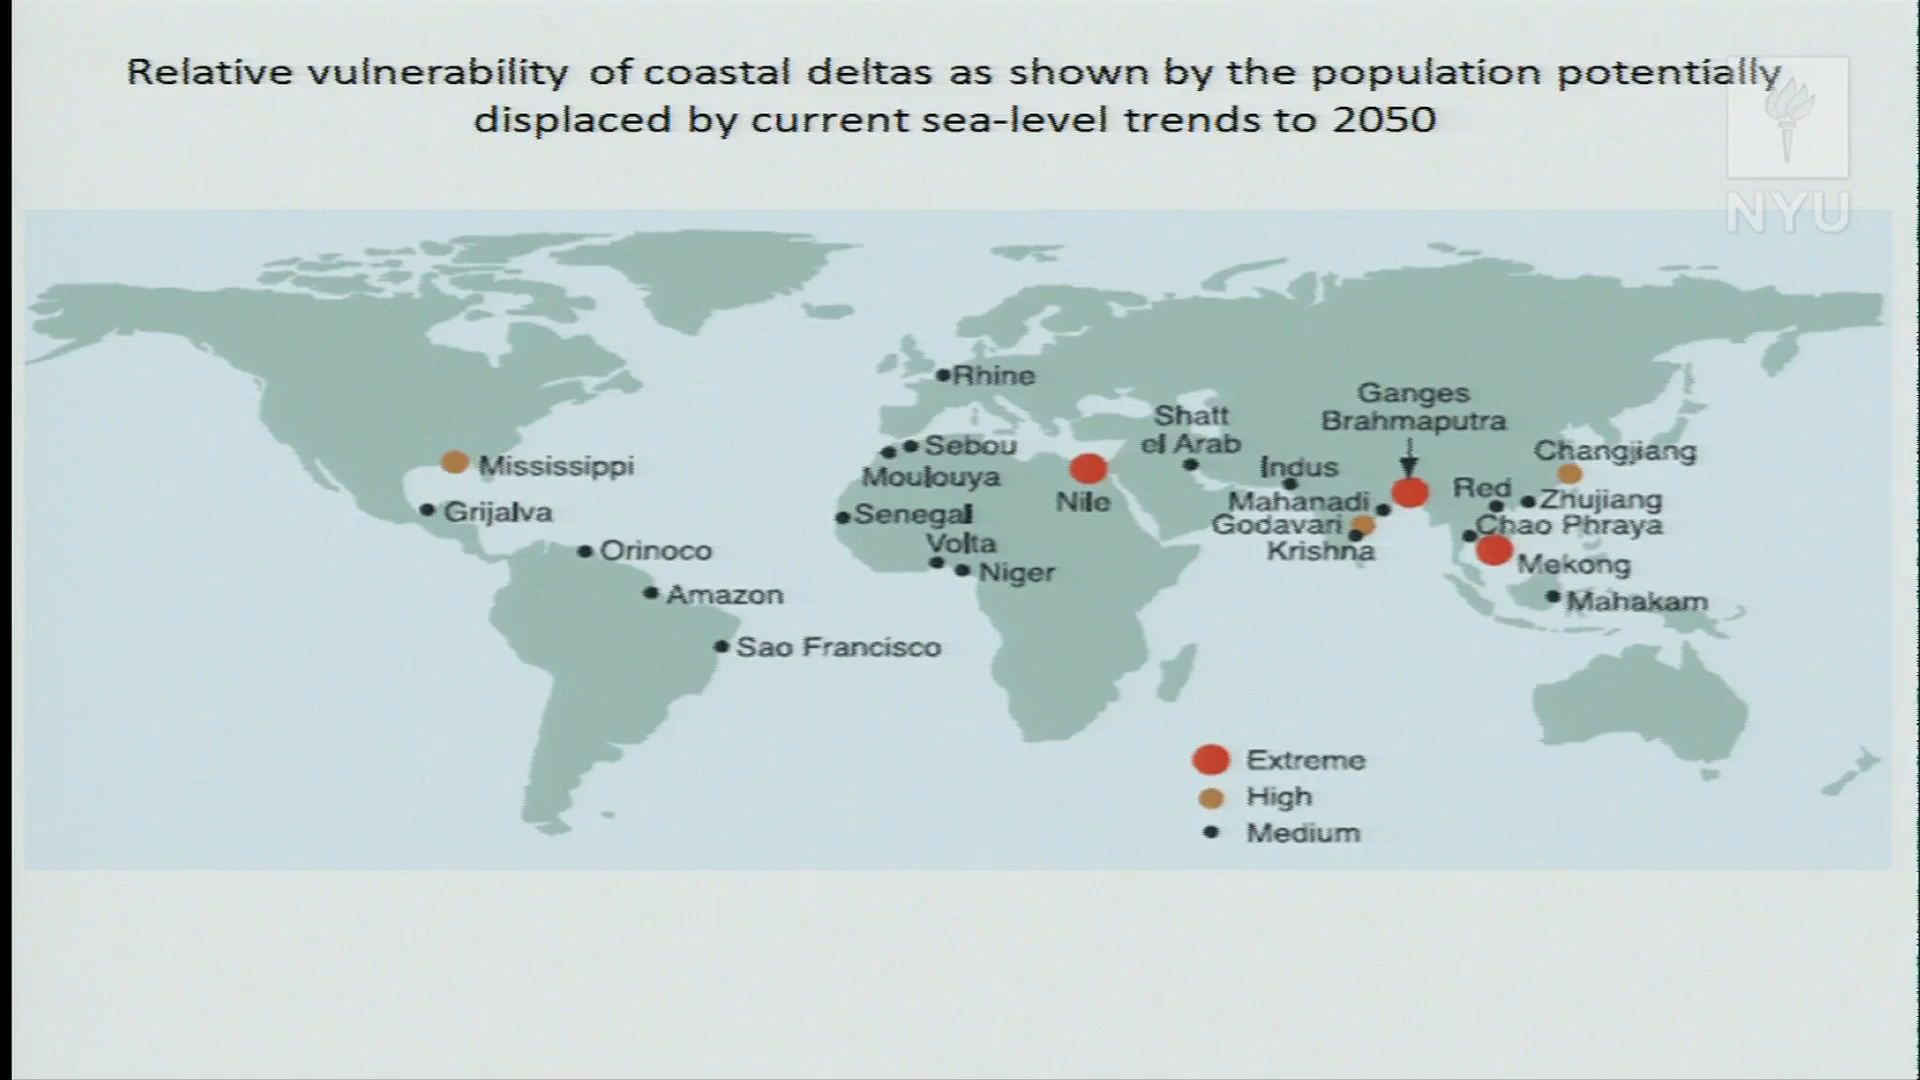 Relative vulnerability of coastal deltas as shown by the population potentially
displaced by current sea-level trends to 2050
NYU
Rhine
Ganges
Brahmaputra
Shatt
el Arab
Sebou
Moulouya
Changjiang
Mississippi
Indus
Nile
Mahanadi
Red
Zhujiang
Grijalva
Senegal
Godavari
Chao Phraya
Volta
Krishna
Orinoco
Niger
Mekong
Amazon
Mahakam
Sao Francisco
Extreme
High
Medium